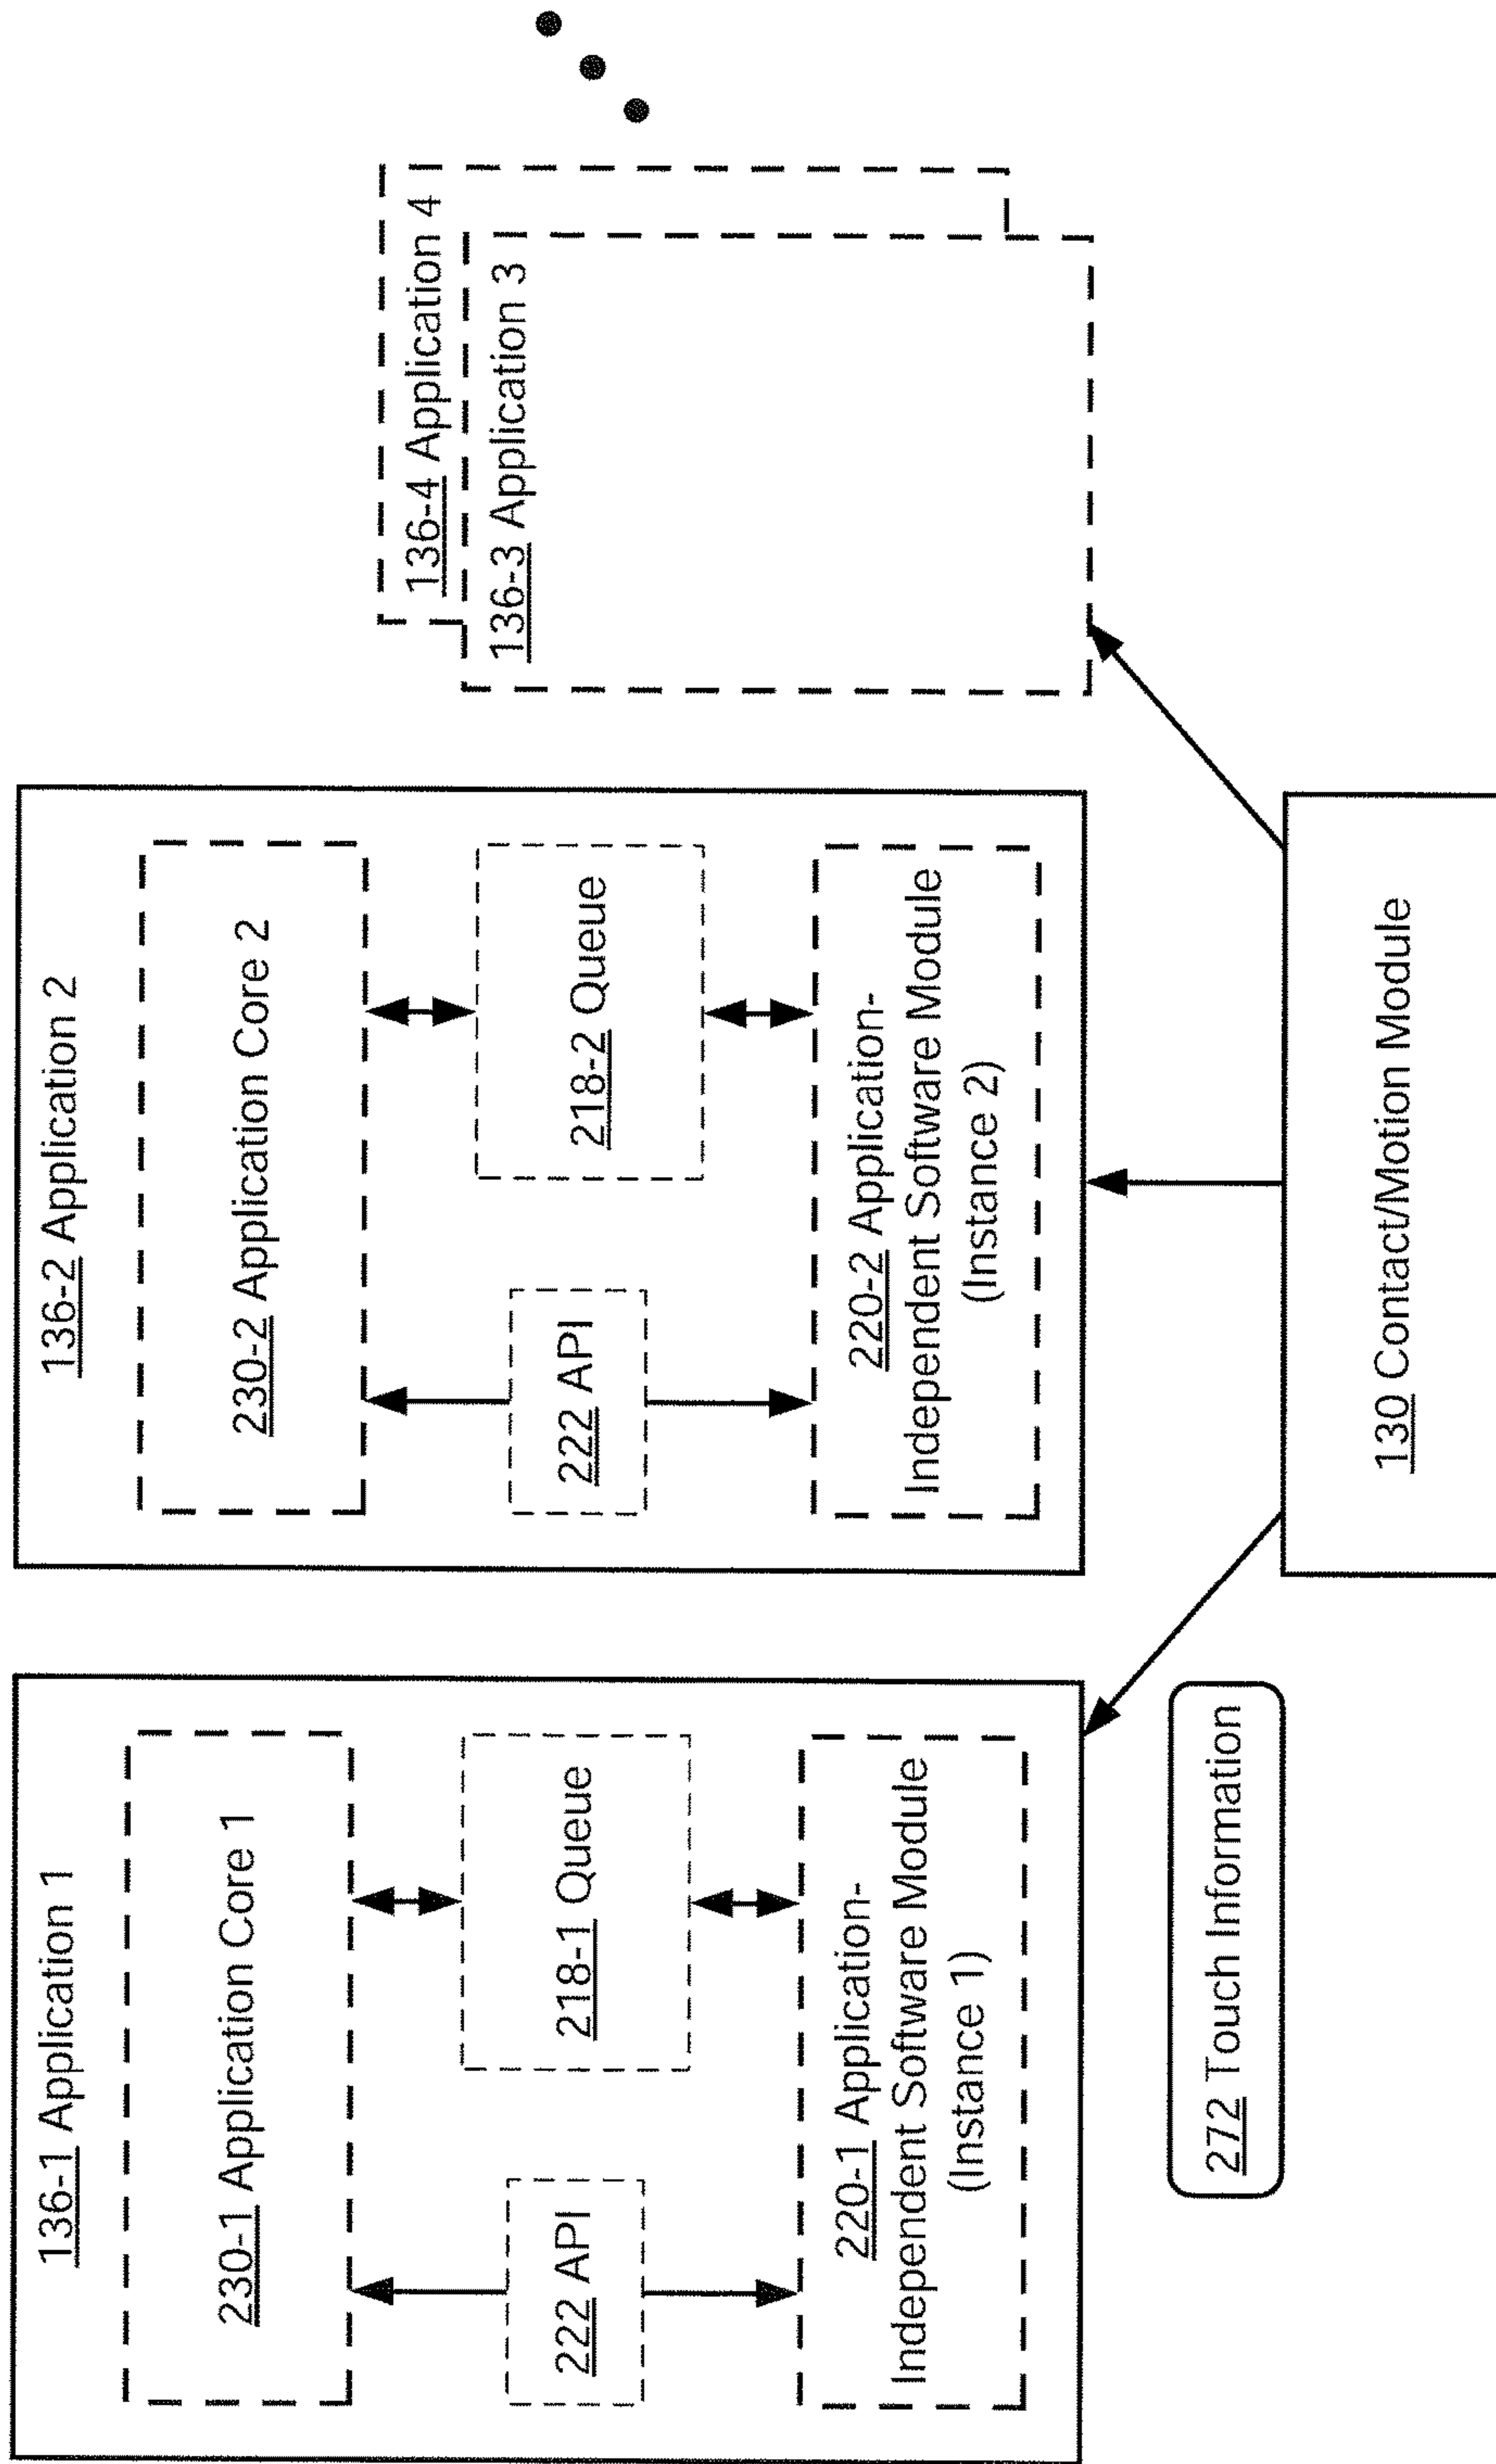 136-1 Application 1
230-1 Application Core 1
222 API
218-1 Queue
220-1 Application-
Independent Software Module
(Instance 1)
272 Touch Information
136-2 Application 2
230-2 Application Core 2
222 API
218-2 Queue
220-2 Application-
Independent Software Module
(Instance 2)
136-4 Application 4
136-3 Application 3
130 Contact/Motion Module